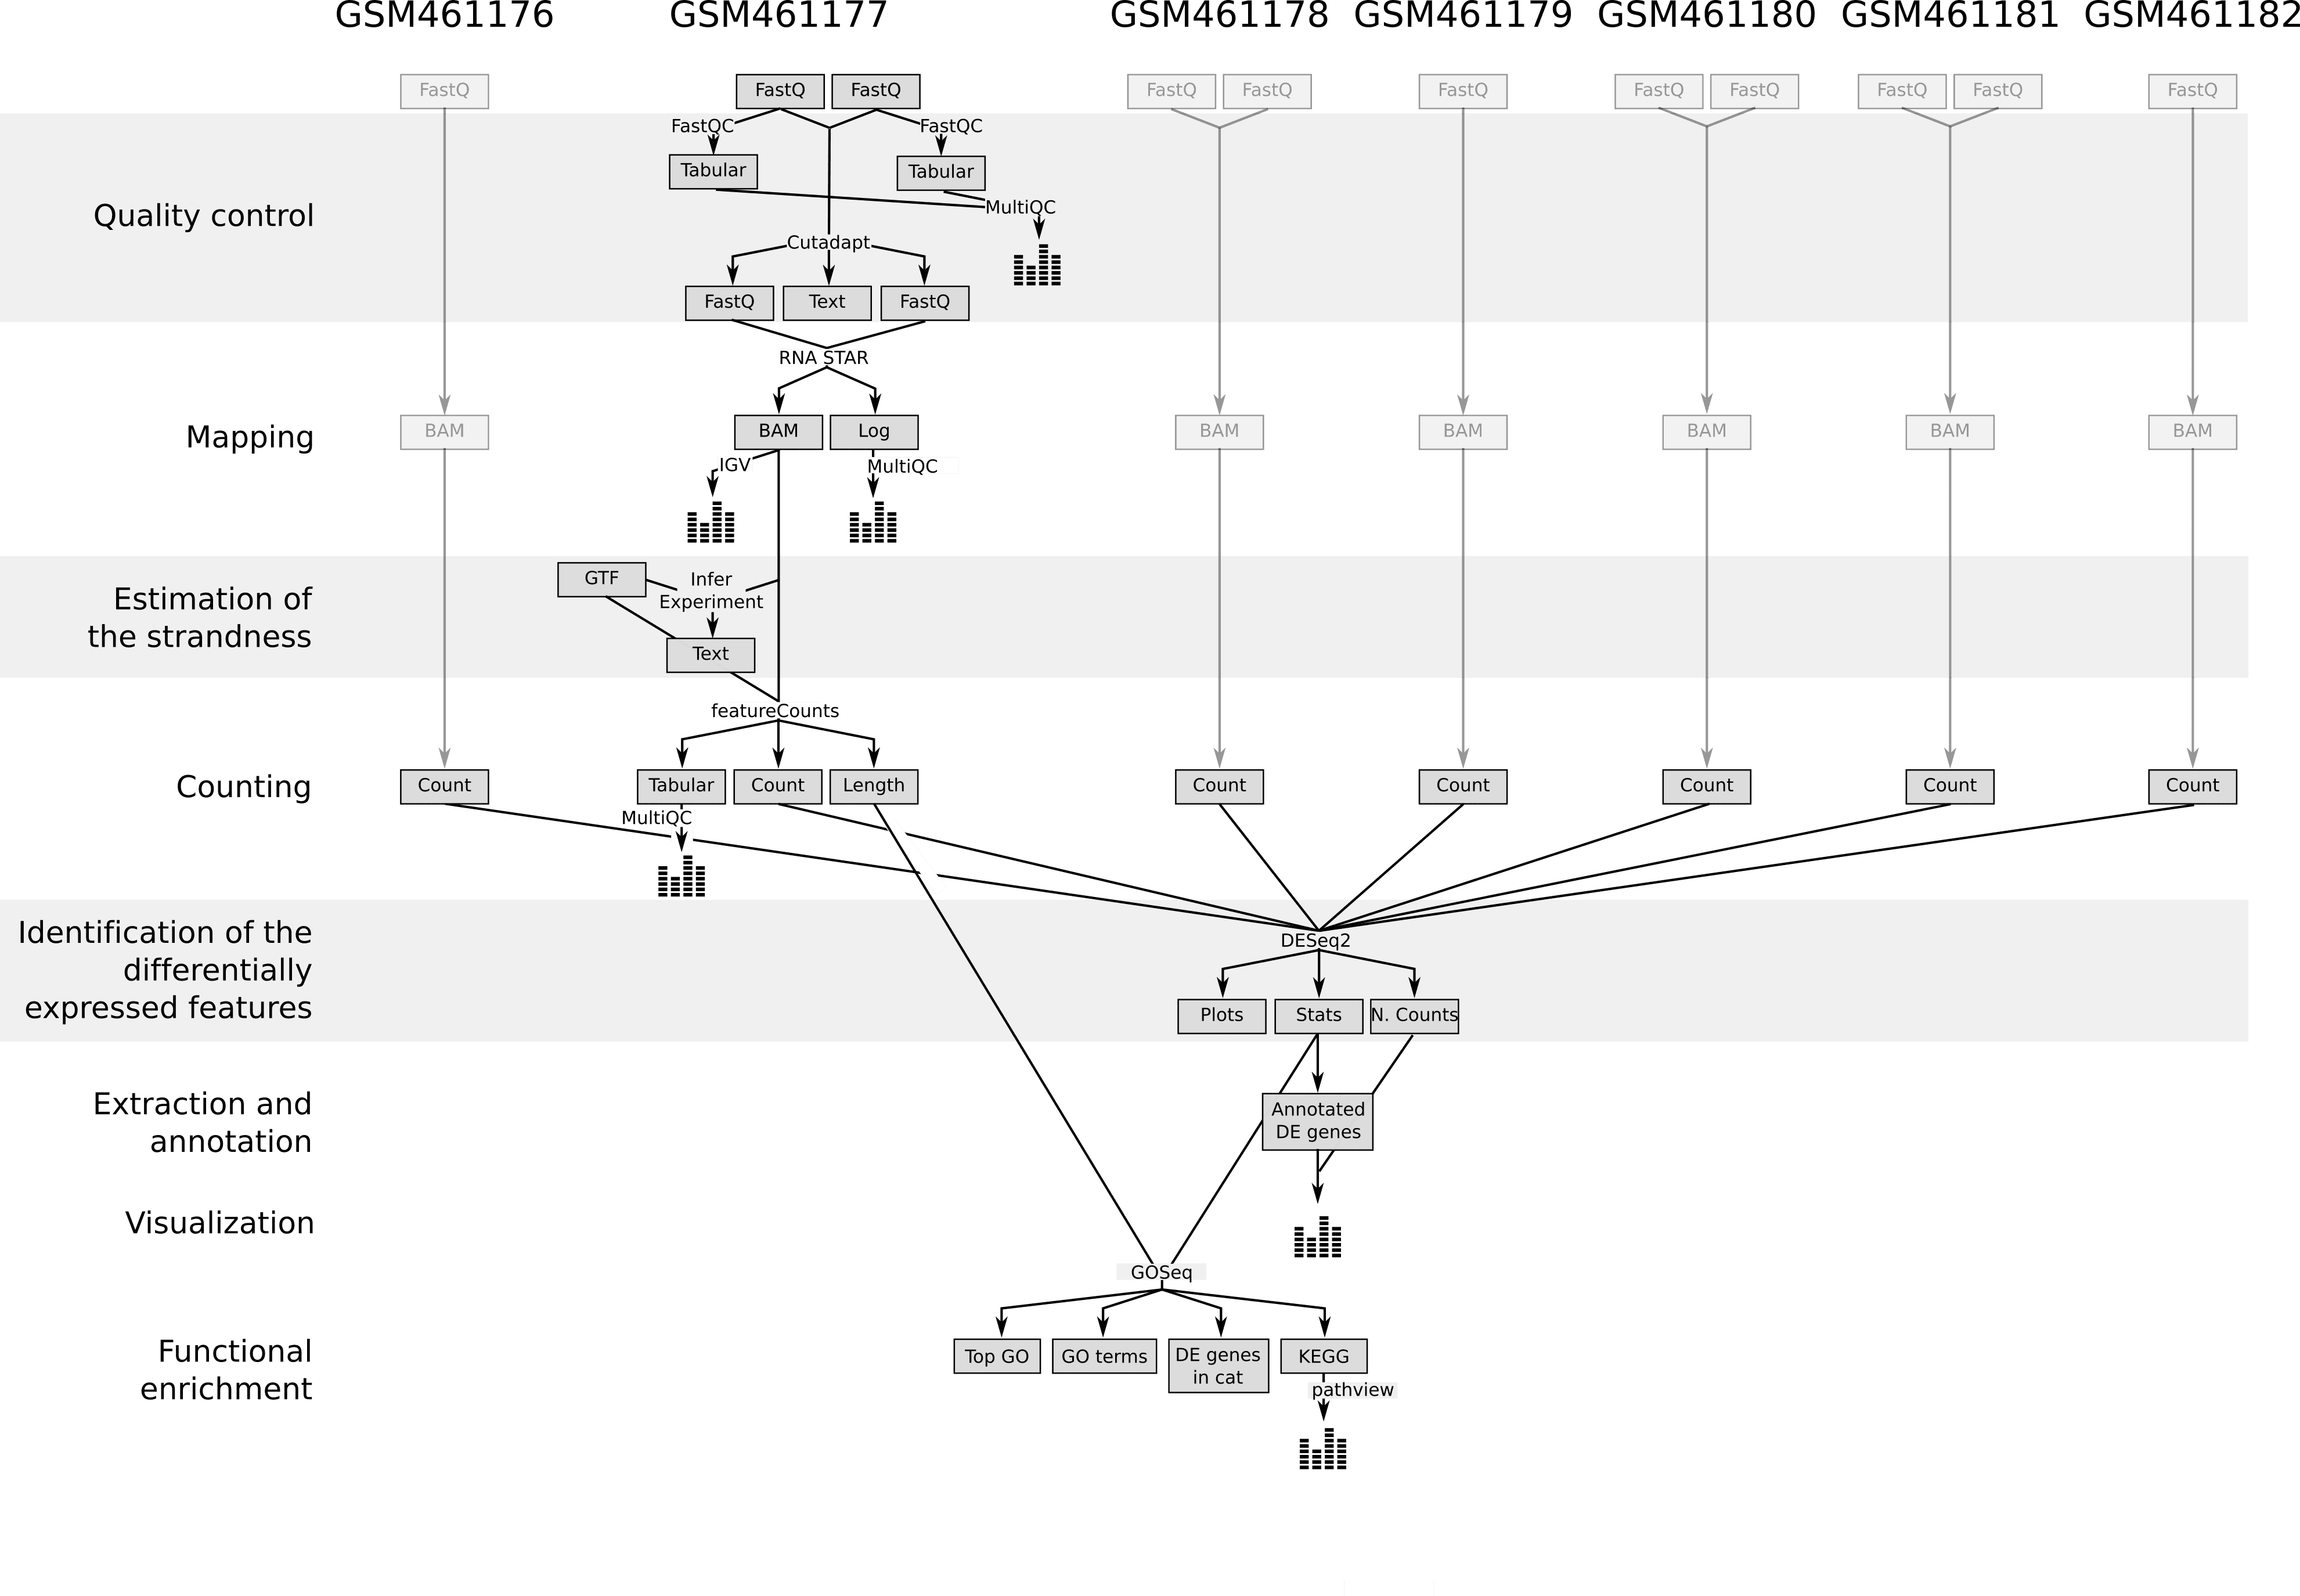 GSM461176 GSM461177 GSM461178 GSM461179 GSM461180 GSM461181 GSM461182
FastQ FastQ FastQ FastQ FastQ FastQ FastQ FastQ FastQ FastQ FastQ
FastQC FastQC
Tabular Tabular
Quality control
MultiQC
Cutadapt
FastQ Text FastQ
RNA STAR
Mapping
BAM BAM Log BAM BAM BAM BAM BAM
IGV MultiQC
Estimation of
the strandness
GTF
Infer
Experiment
Text
featureCounts
Counting
Count Tabular Count Length Count Count Count Count Count
MultiQC
Identification of the
differentially
expressed features
DESeq2
Plots Stats N. Counts
Extraction and
annotation
Annotated
DE genes
Visualization
GOSeq
Functional
enrichment
Top GO GO terms DE genes
in cat
KEGG
pathview